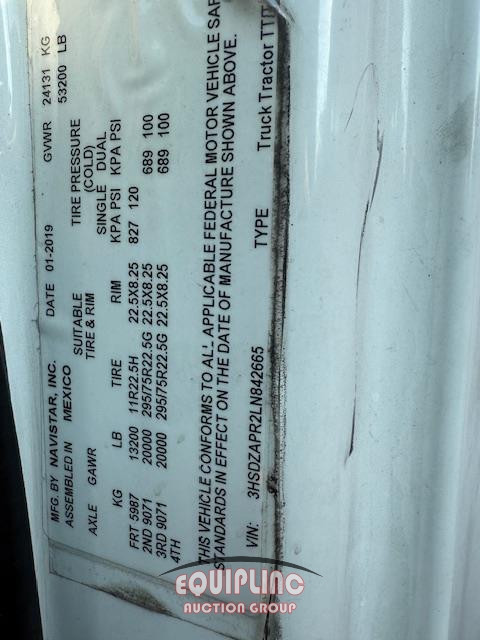 MFG. BY NAVISTAR, INC. DATE 01-2019 GVWR 24131 KG
ASSEMBLED IN MEXICO 53200 LB
SUITABLE TIRE PRESSURE
AXLE GAWR TIRE & RIM (COLD)
SINGLE DUAL
KG LB TIRE RIM KPA PSI KPA PSI
FRT 5987 13200 11R22.5H 22.5X8.25 827 120
2ND 9071 20000 295/75R22.5G 22.5X8.25 689 100
3RD 9071 20000 295/75R22.5G 22.5X8.25 689 100
4TH
THIS VEHICLE CONFORMS TO ALL APPLICABLE FEDERAL MOTOR VEHICLE
STANDARDS IN EFFECT ON THE DATE OF MANUFACTURE SHOWN ABOVE.
VIN: 3HSDZAPR2LN842665 TYPE Truck Tractor
EQUIPLINC
AUCTION GROUP